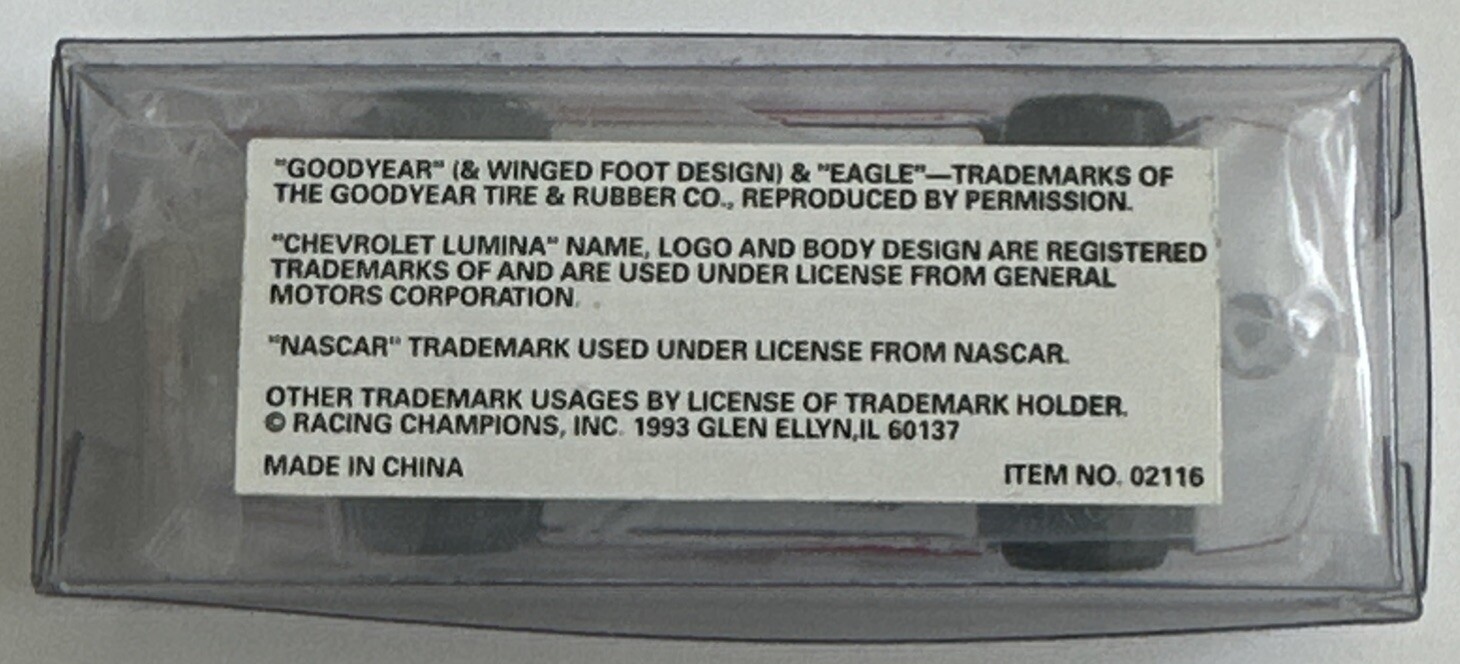 "GOODYEAR" (& WINGED FOOT DESIGN) & "EAGLE"—TRADEMARKS OF
THE GOODYEAR TIRE & RUBBER CO., REPRODUCED BY PERMISSION.
"CHEVROLET LUMINA" NAME, LOGO AND BODY DESIGN ARE REGISTERED
TRADEMARKS OF AND ARE USED UNDER LICENSE FROM GENERAL
MOTORS CORPORATION.
"NASCAR" TRADEMARK USED UNDER LICENSE FROM NASCAR.
OTHER TRADEMARK USAGES BY LICENSE OF TRADEMARK HOLDER.
© RACING CHAMPIONS, INC. 1993 GLEN ELLYN,IL 60137
MADE IN CHINA
ITEM NO. 02116